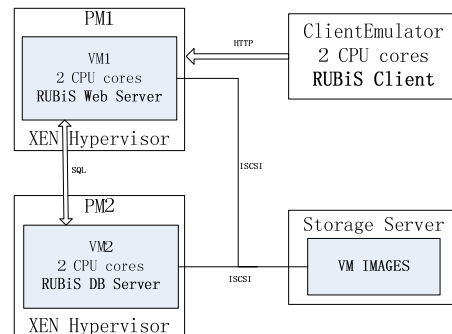 PM1
VM1
2 CPU cores
RUBiS Web Server
XEN Hypervisor
HTTP
ClientEmulator
2 CPU cores
RUBiS Client
SQL
ISCSI
PM2
VM2
2 CPU cores
RUBiS DB Server
XEN Hypervisor
ISCSI
Storage Server
VM IMAGES